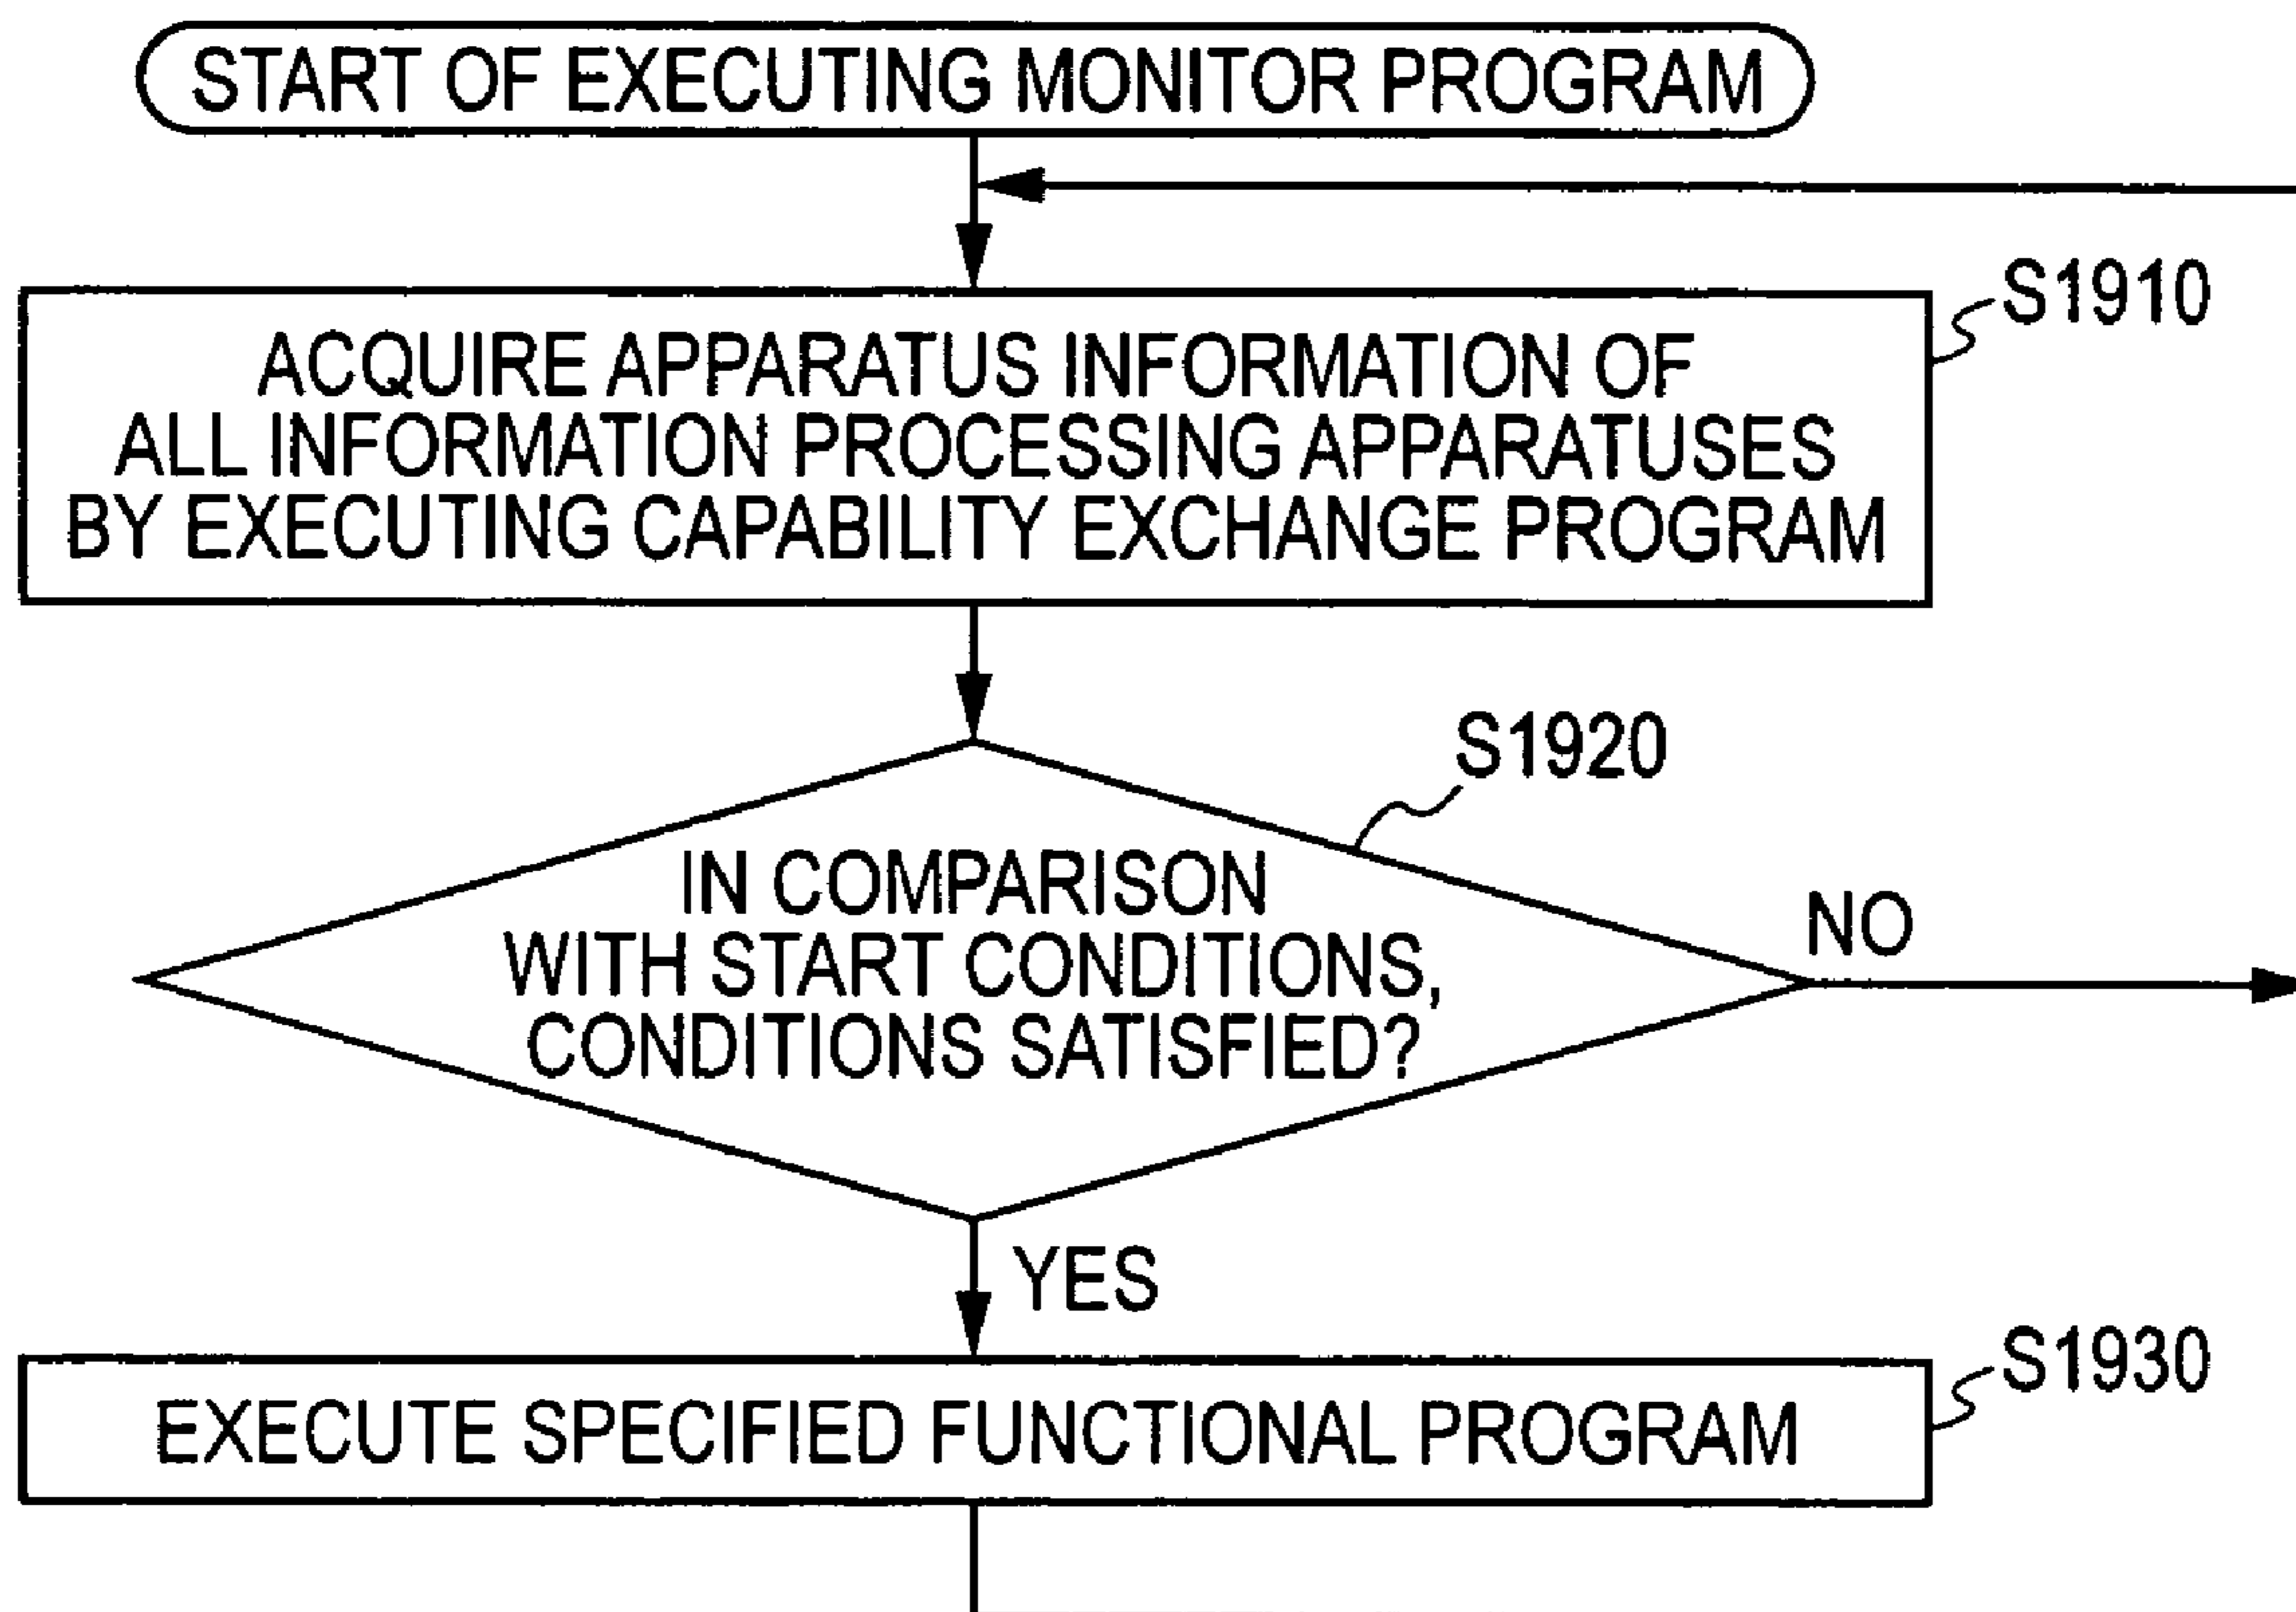 START OF EXECUTING MONITOR PROGRAM
S1910
ACQUIRE APPARATUS INFORMATION OF
ALL INFORMATION PROCESSING APPARATUSES
BY EXECUTING CAPABILITY EXCHANGE PROGRAM
S1920
IN COMPARISON
WITH START CONDITIONS,
CONDITIONS SATISFIED?
NO
YES
S1930
EXECUTE SPECIFIED FUNCTIONAL PROGRAM